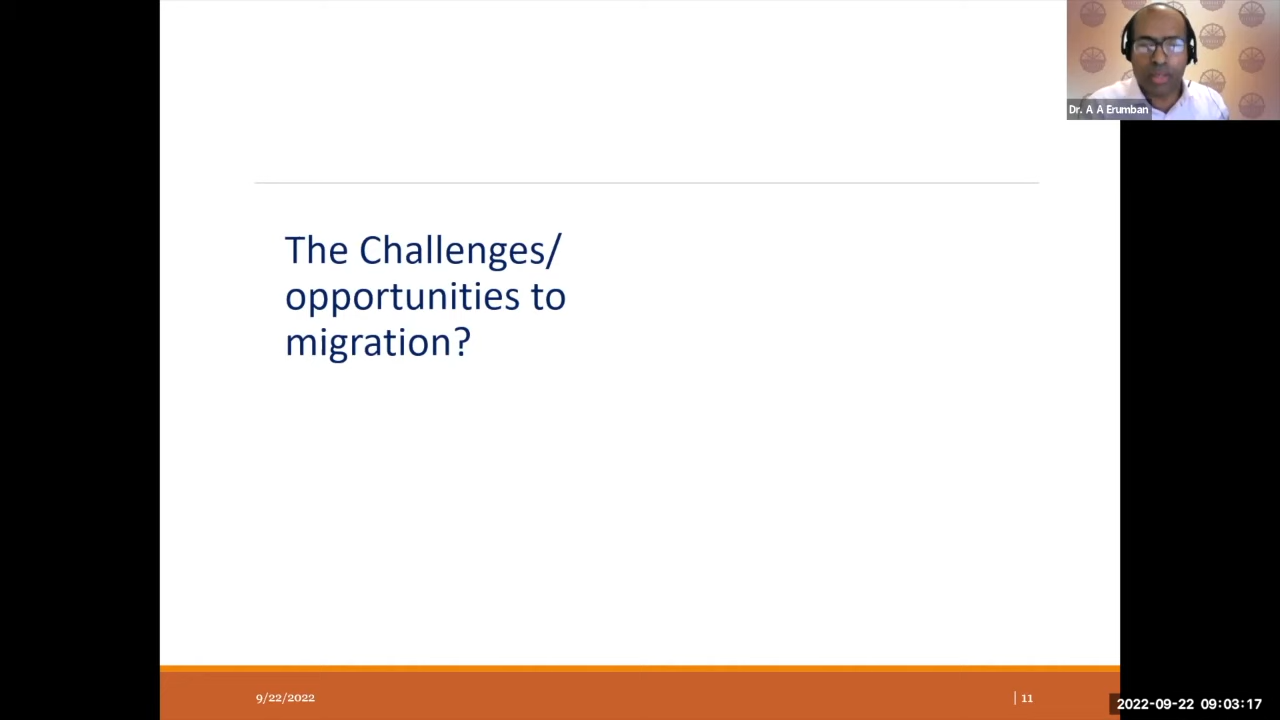 Dr. A A Erumban
The Challenges/
opportunities to
migration?
9/22/2022
| 11
2022-09-22 09:03:17